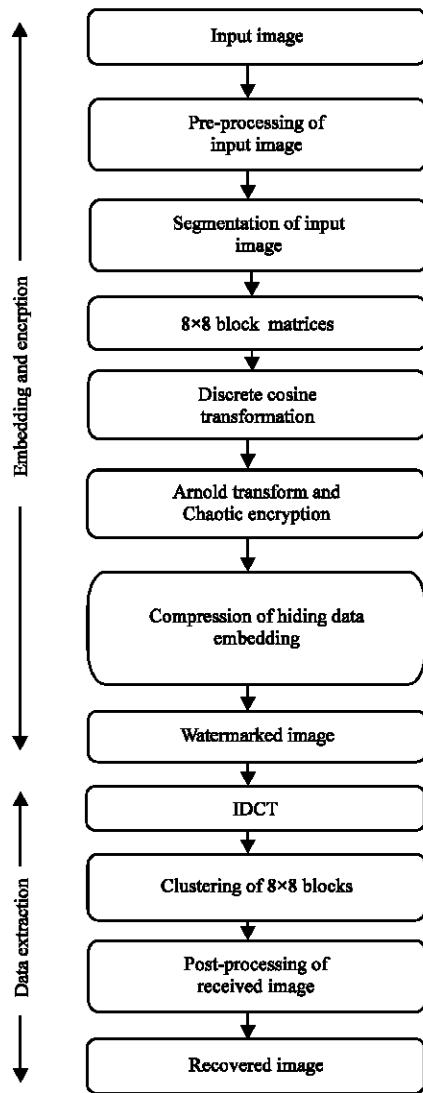 Input image
Pre-processing of
input image
Segmentation of input
image
8×8 block matrices
Discrete cosine
transformation
Arnold transform and
Chaotic encryption
Compression of hiding data
embedding
Watermarked image
IDCT
Clustering of 8×8 blocks
Post-processing of
received image
Recovered image
Embedding and encrption
Data extraction